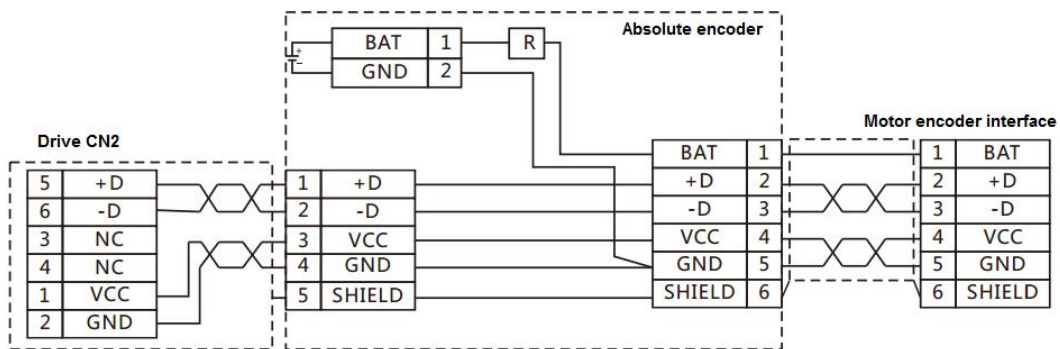 Absolute encoder
+
−
BAT 1 R
GND 2
Motor encoder interface
Drive CN2
BAT 1 1 BAT
5 +D 1 +D +D 2 2 +D
6 -D 2 -D -D 3 3 -D
3 NC 3 VCC VCC 4 4 VCC
4 NC 4 GND GND 5 5 GND
1 VCC 5 SHIELD SHIELD 6 6 SHIELD
2 GND